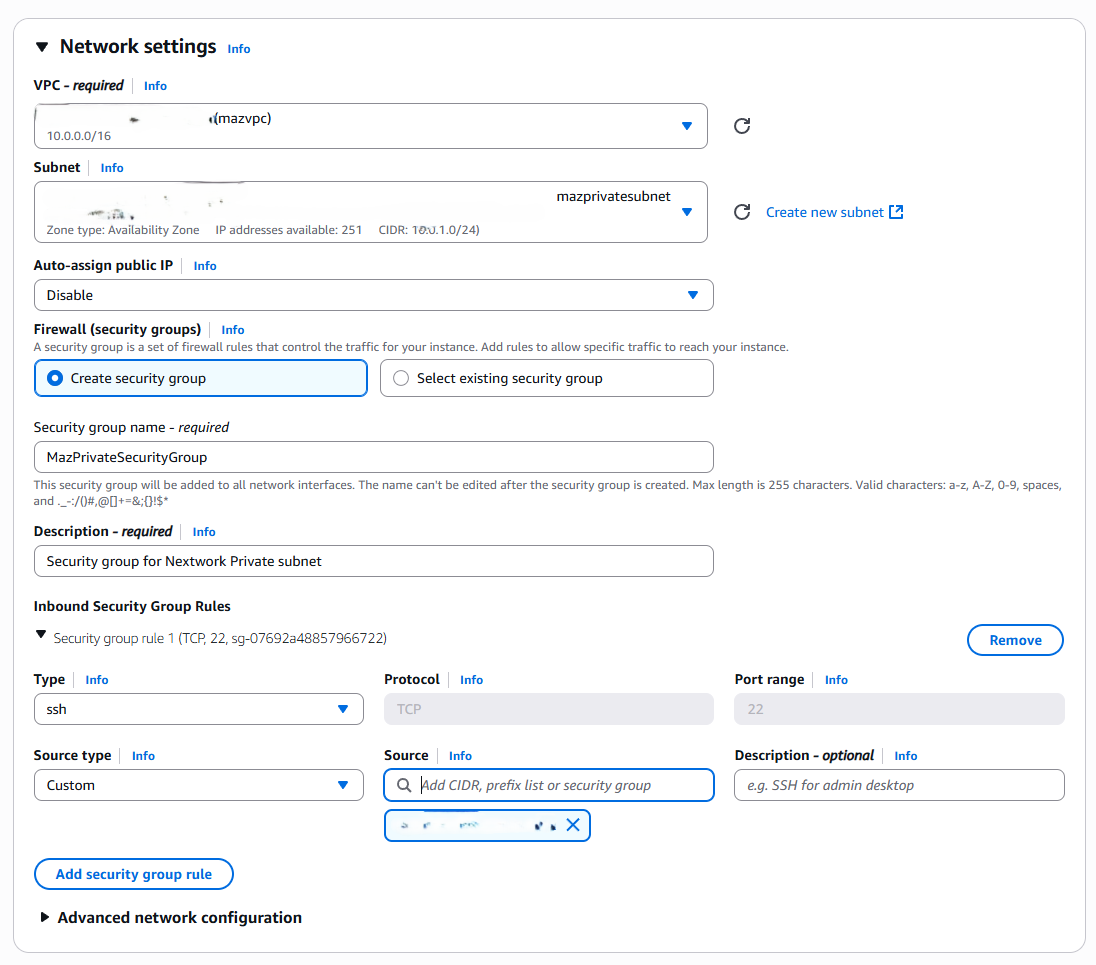 Network settings Info
VPC - required Info
(mazvpc)
10.0.0.0/16
Subnet Info
mazprivatesubnet
Zone type: Availability Zone IP addresses available: 251 CIDR: 10.0.1.0/24)
Create new subnet
Auto-assign public IP Info
Disable
Firewall (security groups) Info
A security group is a set of firewall rules that control the traffic for your instance. Add rules to allow specific traffic to reach your instance.
Create security group Select existing security group
Security group name - required
MazPrivateSecurityGroup
This security group will be added to all network interfaces. The name can't be edited after the security group is created. Max length is 255 characters. Valid characters: a-z, A-Z, 0-9, spaces,
and ._-:/()#,@[]+=&;{}!$*
Description - required Info
Security group for Nextwork Private subnet
Inbound Security Group Rules
Security group rule 1 (TCP, 22, sg-07692a48857966722)
Remove
Type Info Protocol Info Port range Info
ssh TCP 22
Source type Info Source Info Description - optional Info
Custom Add CIDR, prefix list or security group e.g. SSH for admin desktop
Add security group rule
Advanced network configuration